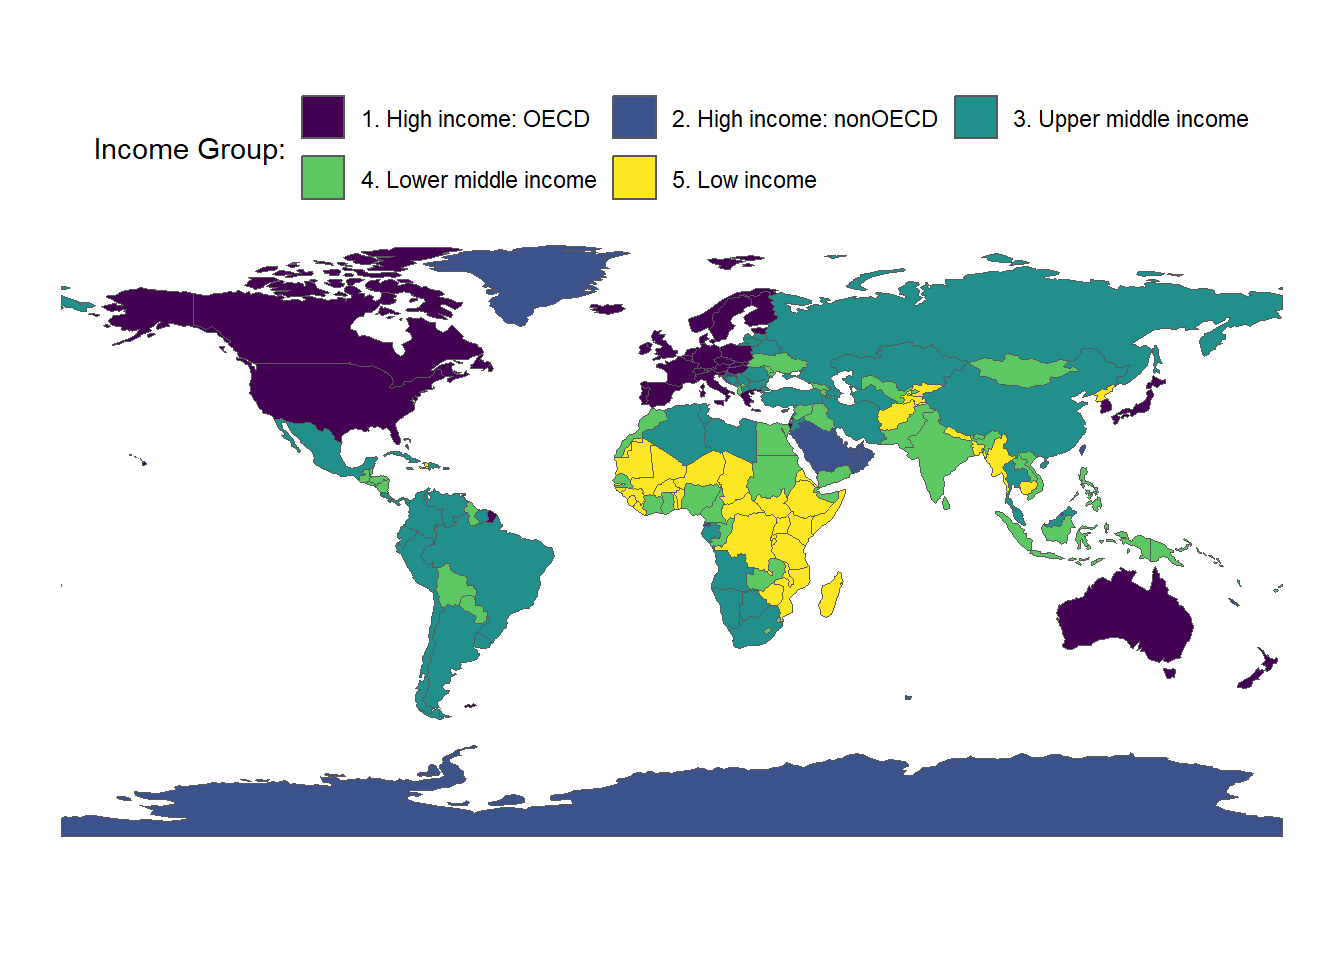 Income Group:
1. High income: OECD
2. High income: nonOECD
3. Upper middle income
4. Lower middle income
5. Low income